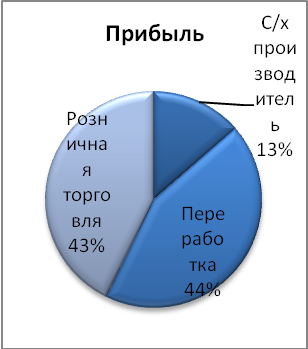 Прибыль
С/х
прои
звод
ител
ь
13%
Розн
ична
я
торго
вля
43%
Пере
рабо
тка
44%